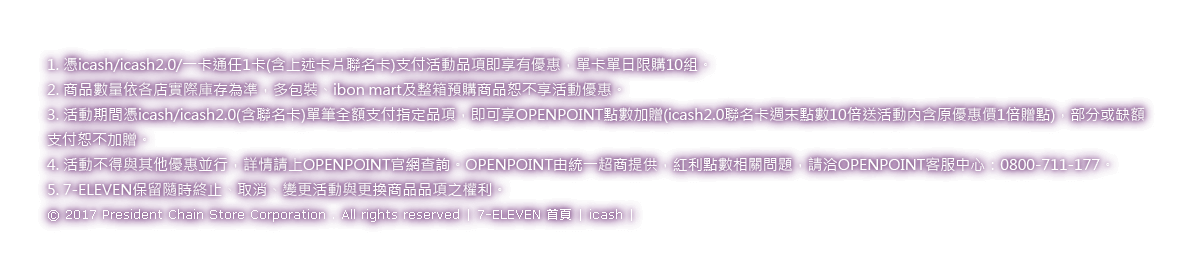 1. 憑icash/icash2.0/一卡通任1卡(含上述卡片聯名卡)支付活動品項即享有優惠，單卡單日限購10組。
2. 商品數量依各店實際庫存為準，多包裝、ibon mart及整箱預購商品恕不享活動優惠。
3. 活動期間憑icash/icash2.0(含聯名卡)單筆全額支付指定品項，即可享OPENPOINT點數加贈(icash2.0聯名卡週末點數10倍送活動內含原優惠價1倍贈點)，部分或缺額
支付恕不加贈。
4. 活動不得與其他優惠並行，詳情請上OPENPOINT官網查詢。OPENPOINT由統一超商提供，紅利點數相關問題，請洽OPENPOINT客服中心：0800-711-177。
5. 7-ELEVEN保留隨時終止、取消、變更活動與更換商品品項之權利。
© 2017 President Chain Store Corporation . All rights reserved | 7-ELEVEN 首頁 | icash |